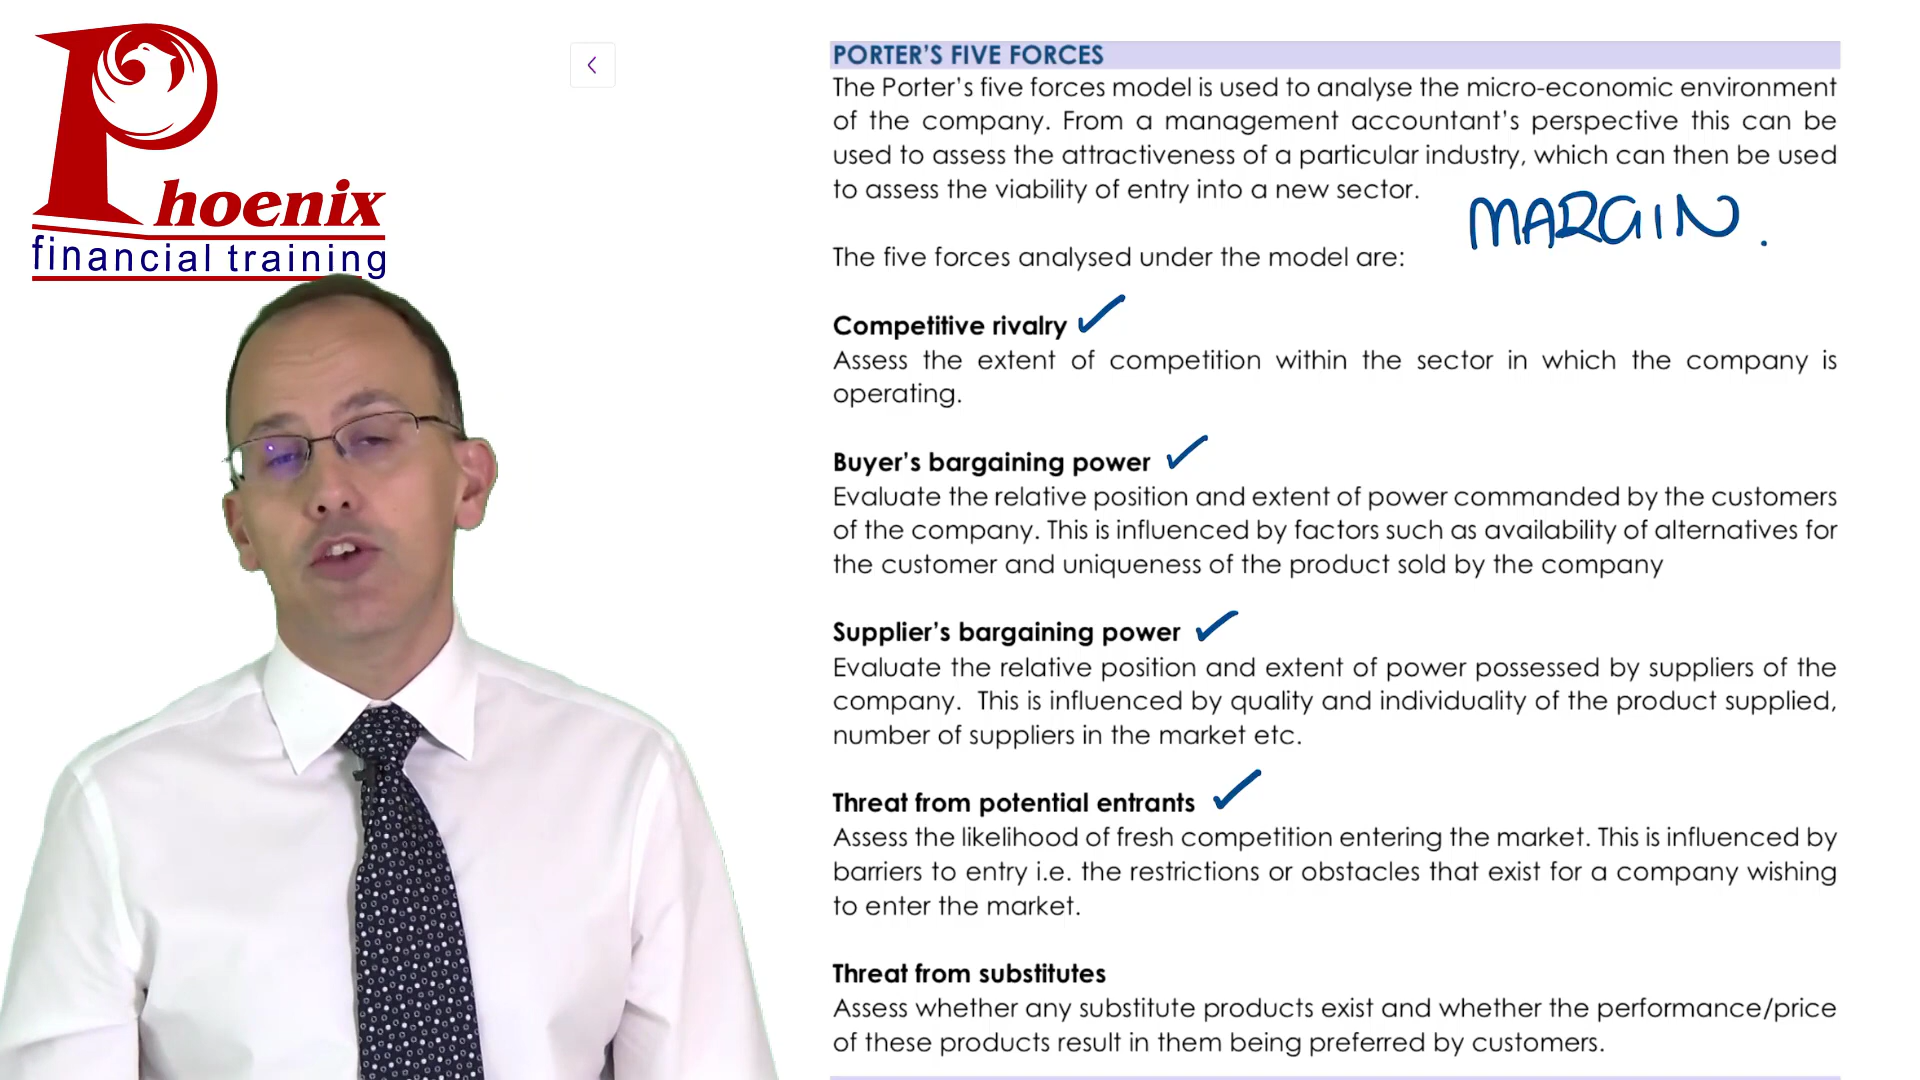 Phoenix
financial training
PORTER’S FIVE FORCES
The Porter’s five forces model is used to analyse the micro-economic environment
of the company. From a management accountant’s perspective this can be
used to assess the attractiveness of a particular industry, which can then be used
to assess the viability of entry into a new sector.
MARGIN.
The five forces analysed under the model are:
Competitive rivalry
Assess the extent of competition within the sector in which the company is
operating.
Buyer’s bargaining power
Evaluate the relative position and extent of power commanded by the customers
of the company. This is influenced by factors such as availability of alternatives for
the customer and uniqueness of the product sold by the company
Supplier’s bargaining power
Evaluate the relative position and extent of power possessed by suppliers of the
company.  This is influenced by quality and individuality of the product supplied,
number of suppliers in the market etc.
Threat from potential entrants
Assess the likelihood of fresh competition entering the market. This is influenced by
barriers to entry i.e. the restrictions or obstacles that exist for a company wishing
to enter the market.
Threat from substitutes
Assess whether any substitute products exist and whether the performance/price
of these products result in them being preferred by customers.